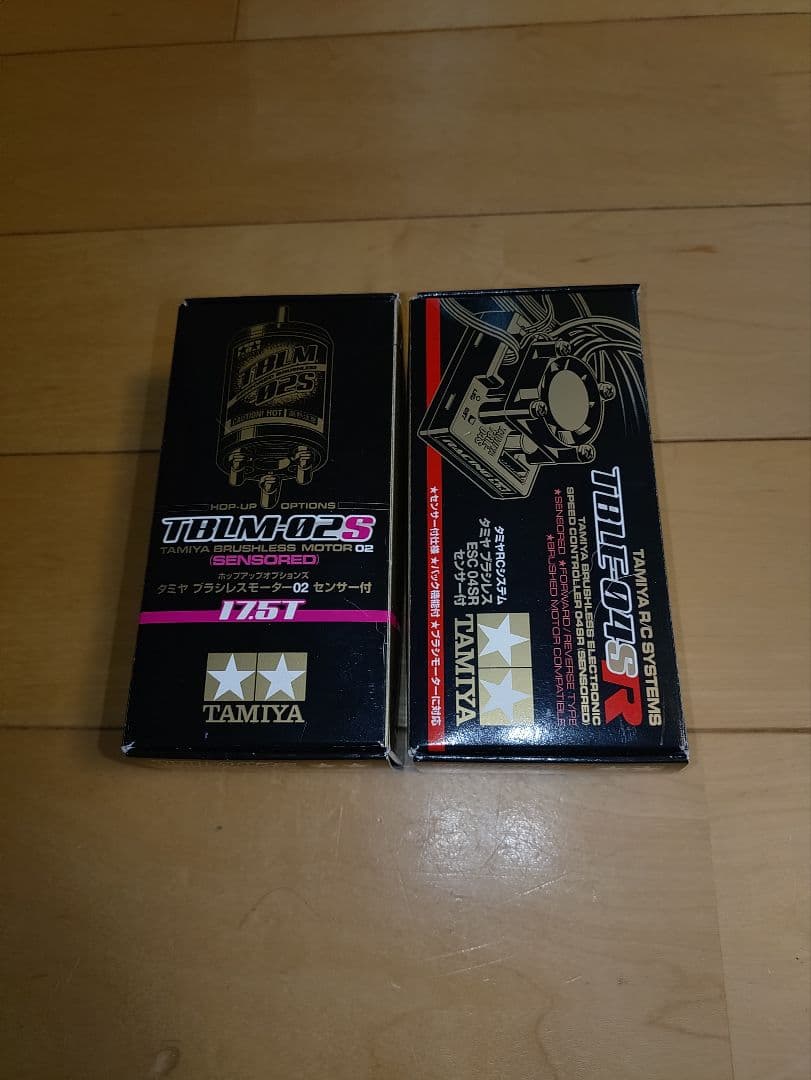 TBLM
02S
CAUTION! HOT
HOP-UP OPTIONS
TBLM-02S
TAMIYA BRUSHLESS MOTOR 02
(SENSORED)
ホップアップオプションズ
タミヤ ブラシレスモーター02 センサー付
17.5T
TAMIYA
TAMIYA R/C SYSTEMS
TBLE-04SR
TAMIYA BRUSHLESS ELECTRONIC
SPEED CONTROLLER 04SR (SENSORED)
★SENSORED ★FORWARD/REVERSE TYPE
★BRUSHED MOTOR COMPATIBLE
タミヤRCシステム
タミヤ ブラシレス
ESC 04SR
センサー付
TAMIYA
★センサー付仕様 ★バック機能付 ★ブラシモーターに対応